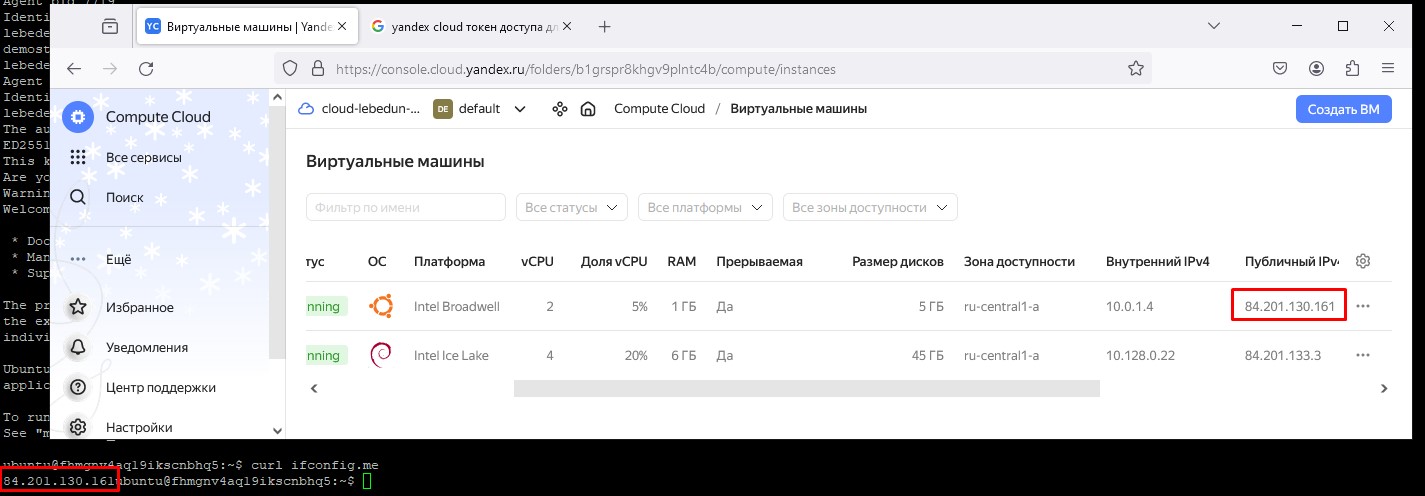 Agent pid 7719
Identi
lebede
demost
lebede
Agent
Identi
lebede
The au
ED2551
This k
Are yo
Warnin
Welcom
* Doc
* Man
* Sup
The pr
the ex
indivi
Ubuntu
applic
To run
See "m
YC Виртуальные машины | Yande
yandex cloud токен доступа дл
https://console.cloud.yandex.ru/folders/b1grspr8khgv9plntc4b/compute/instances
Compute Cloud
Все сервисы
Поиск
Ещё
Избранное
Уведомления
Центр поддержки
Настройки
cloud-lebedun-... DE default Compute Cloud / Виртуальные машины Создать ВМ
Виртуальные машины
Фильтр по имени Все статусы Все платформы Все зоны доступности
тус ОС Платформа vCPU Доля vCPU RAM Прерываемая Размер дисков Зона доступности Внутренний IPv4 Публичный IPv4
nning Intel Broadwell 2 5% 1 ГБ Да 5 ГБ ru-central1-a 10.0.1.4 84.201.130.161
nning Intel Ice Lake 4 20% 6 ГБ Да 45 ГБ ru-central1-a 10.128.0.22 84.201.133.3
ubuntu@fhmgnv4aql9ikscnbhq5:~$ curl ifconfig.me
84.201.130.161ubuntu@fhmgnv4aql9ikscnbhq5:~$